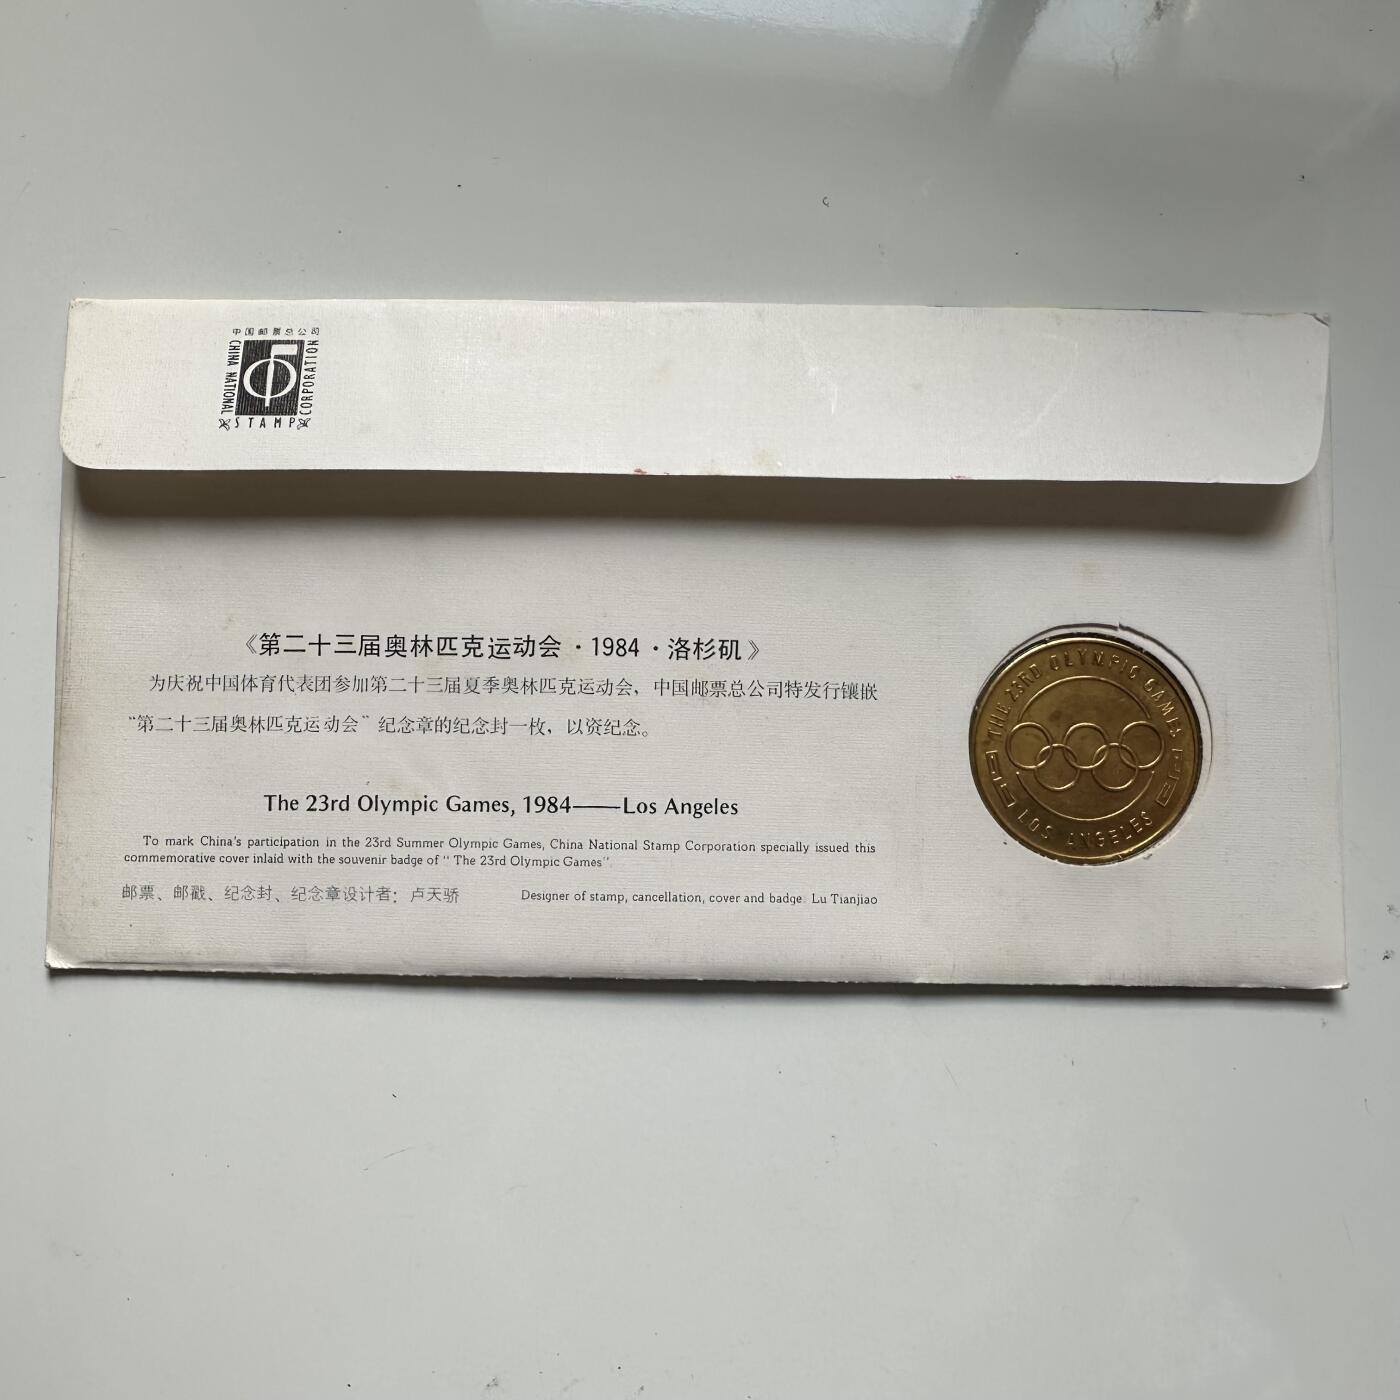 中国邮票总公司
CHINA NATIONAL
STAMP
CORPORATION
《第二十三届奥林匹克运动会·1984·洛杉矶》
为庆祝中国体育代表团参加第二十三届夏季奥林匹克运动会，中国邮票总公司特发行镶嵌
“第二十三届奥林匹克运动会”纪念章的纪念封一枚，以资纪念。
The 23rd Olympic Games, 1984——Los Angeles
To mark China's participation in the 23rd Summer Olympic Games, China National Stamp Corporation specially issued this
commemorative cover inlaid with the souvenir badge of "The 23rd Olympic Games".
邮票、邮戳、纪念封、纪念章设计者：卢天骄
Designer of stamp, cancellation, cover and badge: Lu Tianjiao
THE 23RD OLYMPIC GAMES
LOS ANGELES